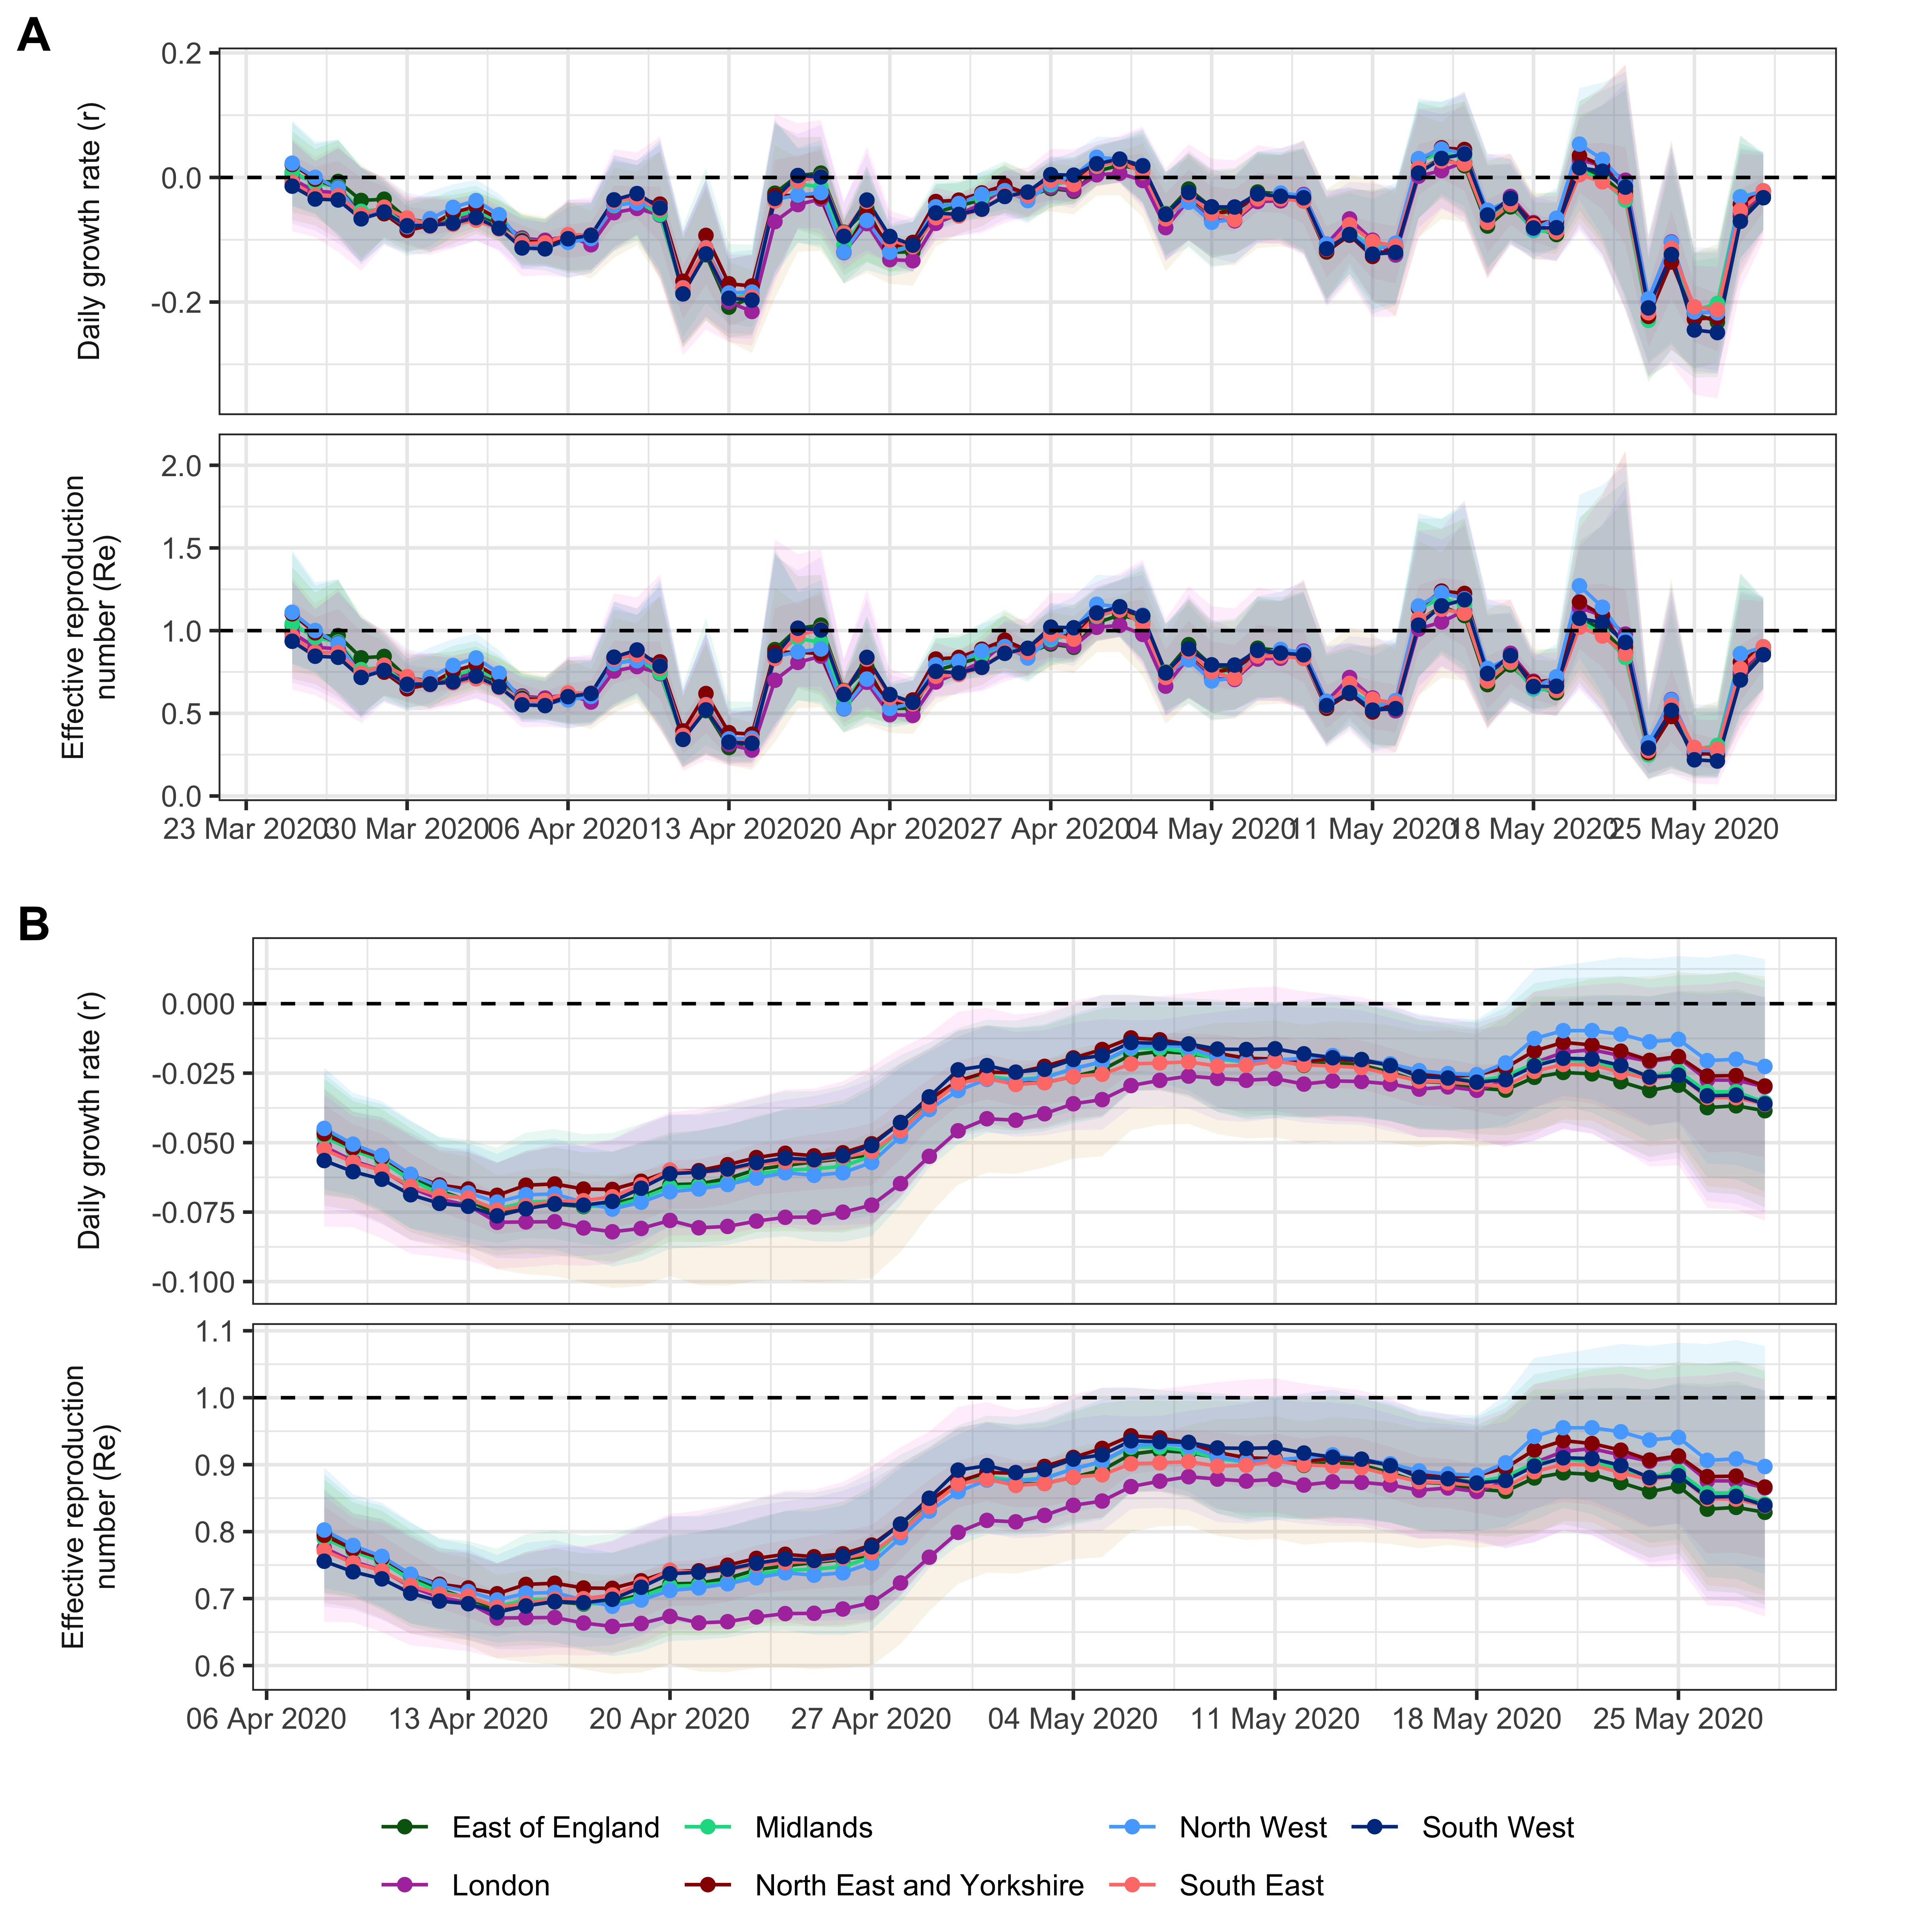 A
Daily growth rate (r)
0.2
0.0
-0.2
Effective reproduction
number (Re)
2.0
1.5
1.0
0.5
0.0
23 Mar 2020 30 Mar 2020 06 Apr 2020 13 Apr 2020 20 Apr 2020 27 Apr 2020 04 May 2020 11 May 2020 18 May 2020 25 May 2020
B
Daily growth rate (r)
0.000
-0.025
-0.050
-0.075
-0.100
Effective reproduction
number (Re)
1.1
1.0
0.9
0.8
0.7
0.6
06 Apr 2020 13 Apr 2020 20 Apr 2020 27 Apr 2020 04 May 2020 11 May 2020 18 May 2020 25 May 2020
East of England Midlands North West South West
London North East and Yorkshire South East